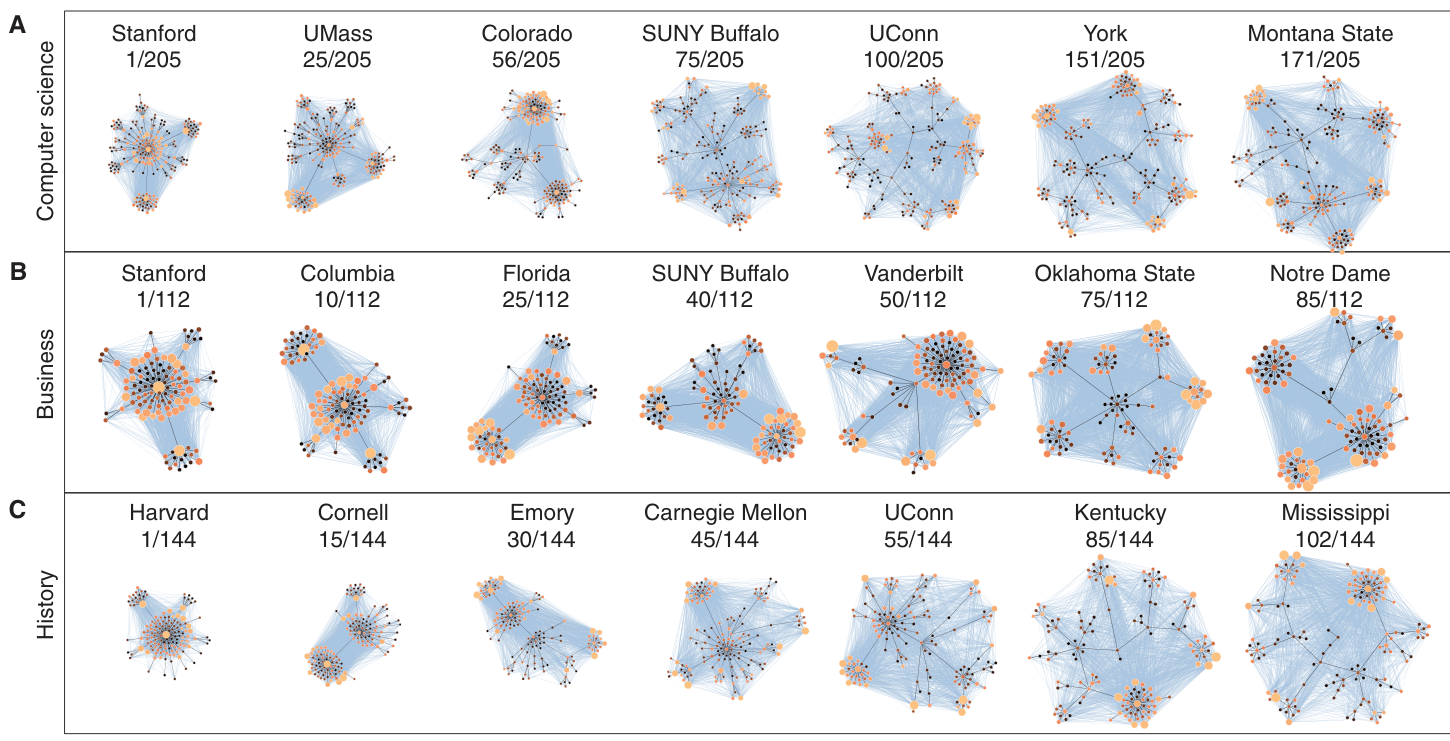 A
Computer science
Stanford
1/205
UMass
25/205
Colorado
56/205
SUNY Buffalo
75/205
UConn
100/205
York
151/205
Montana State
171/205
B
Business
Stanford
1/112
Columbia
10/112
Florida
25/112
SUNY Buffalo
40/112
Vanderbilt
50/112
Oklahoma State
75/112
Notre Dame
85/112
C
History
Harvard
1/144
Cornell
15/144
Emory
30/144
Carnegie Mellon
45/144
UConn
55/144
Kentucky
85/144
Mississippi
102/144